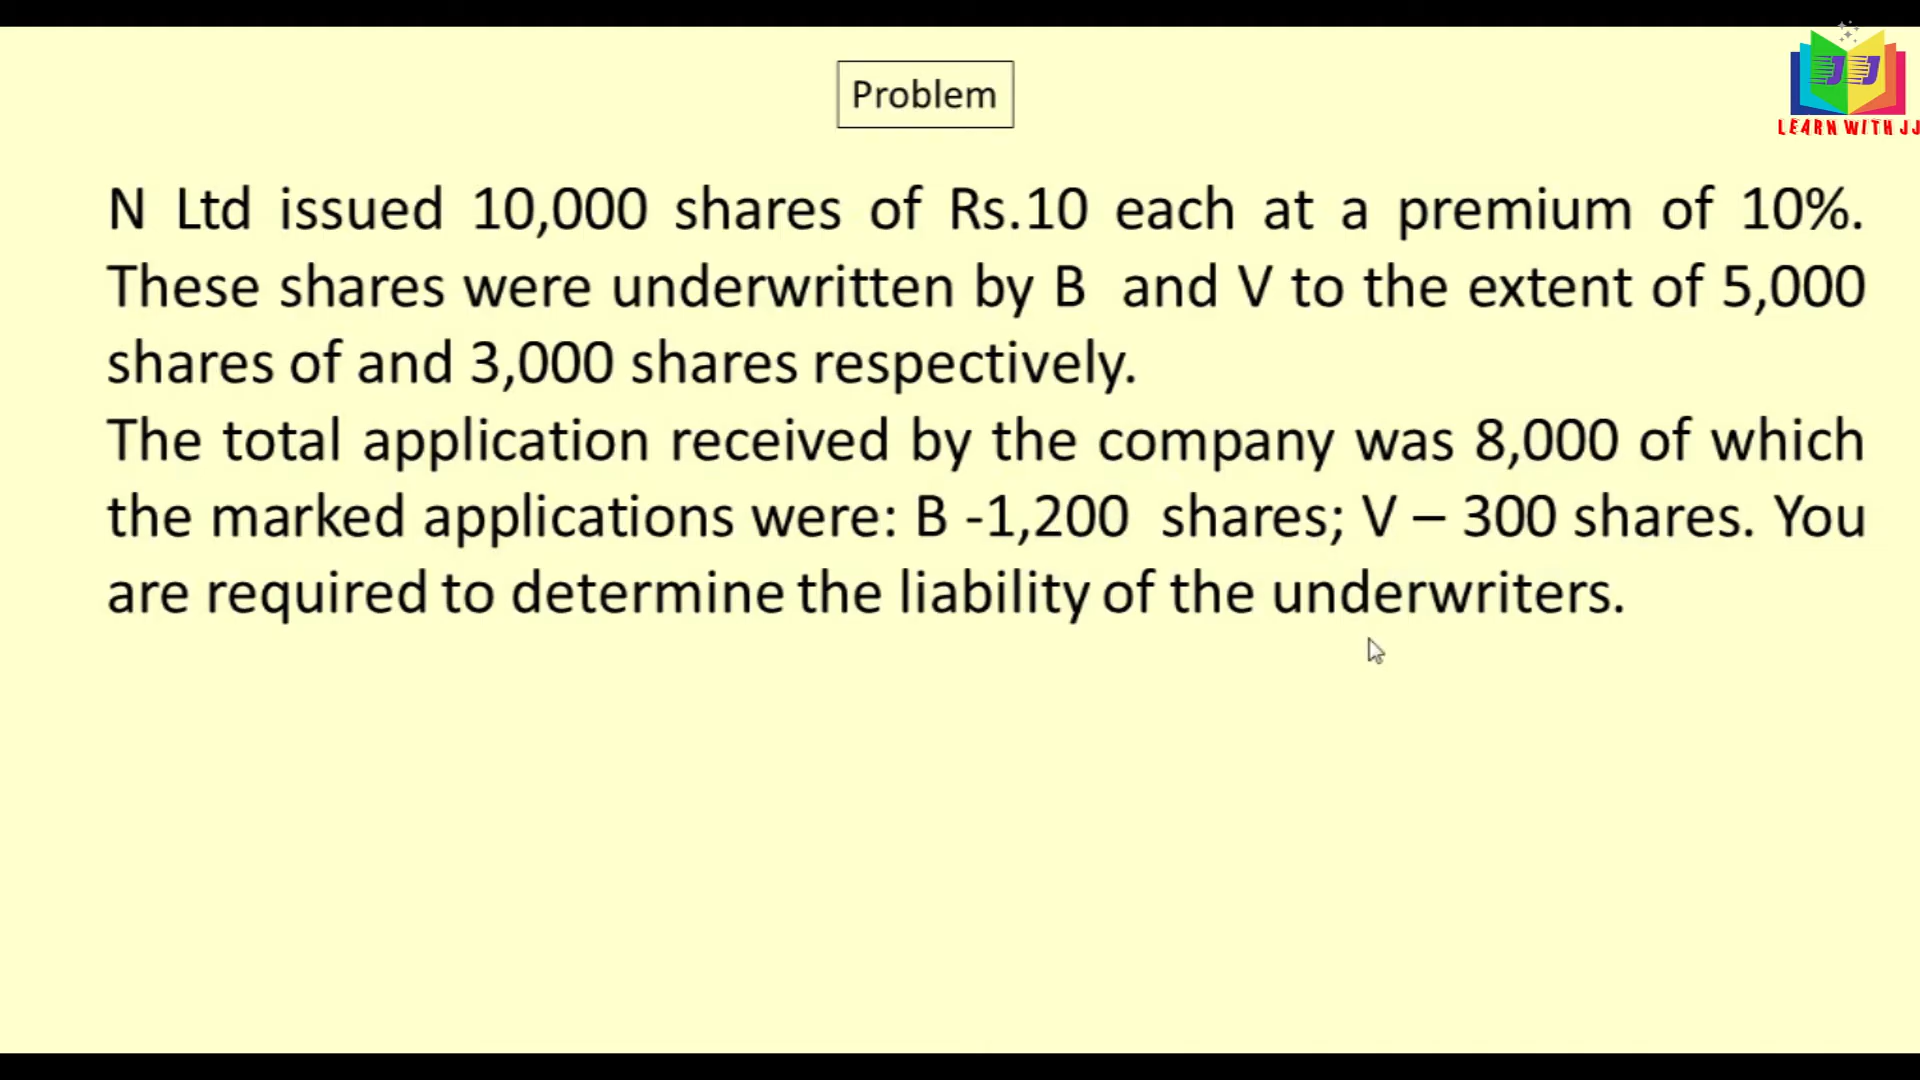 Problem
LEARN WITH JJ
N Ltd issued 10,000 shares of Rs.10 each at a premium of 10%.
These shares were underwritten by B and V to the extent of 5,000
shares of and 3,000 shares respectively.
The total application received by the company was 8,000 of which
the marked applications were: B -1,200 shares; V – 300 shares. You
are required to determine the liability of the underwriters.